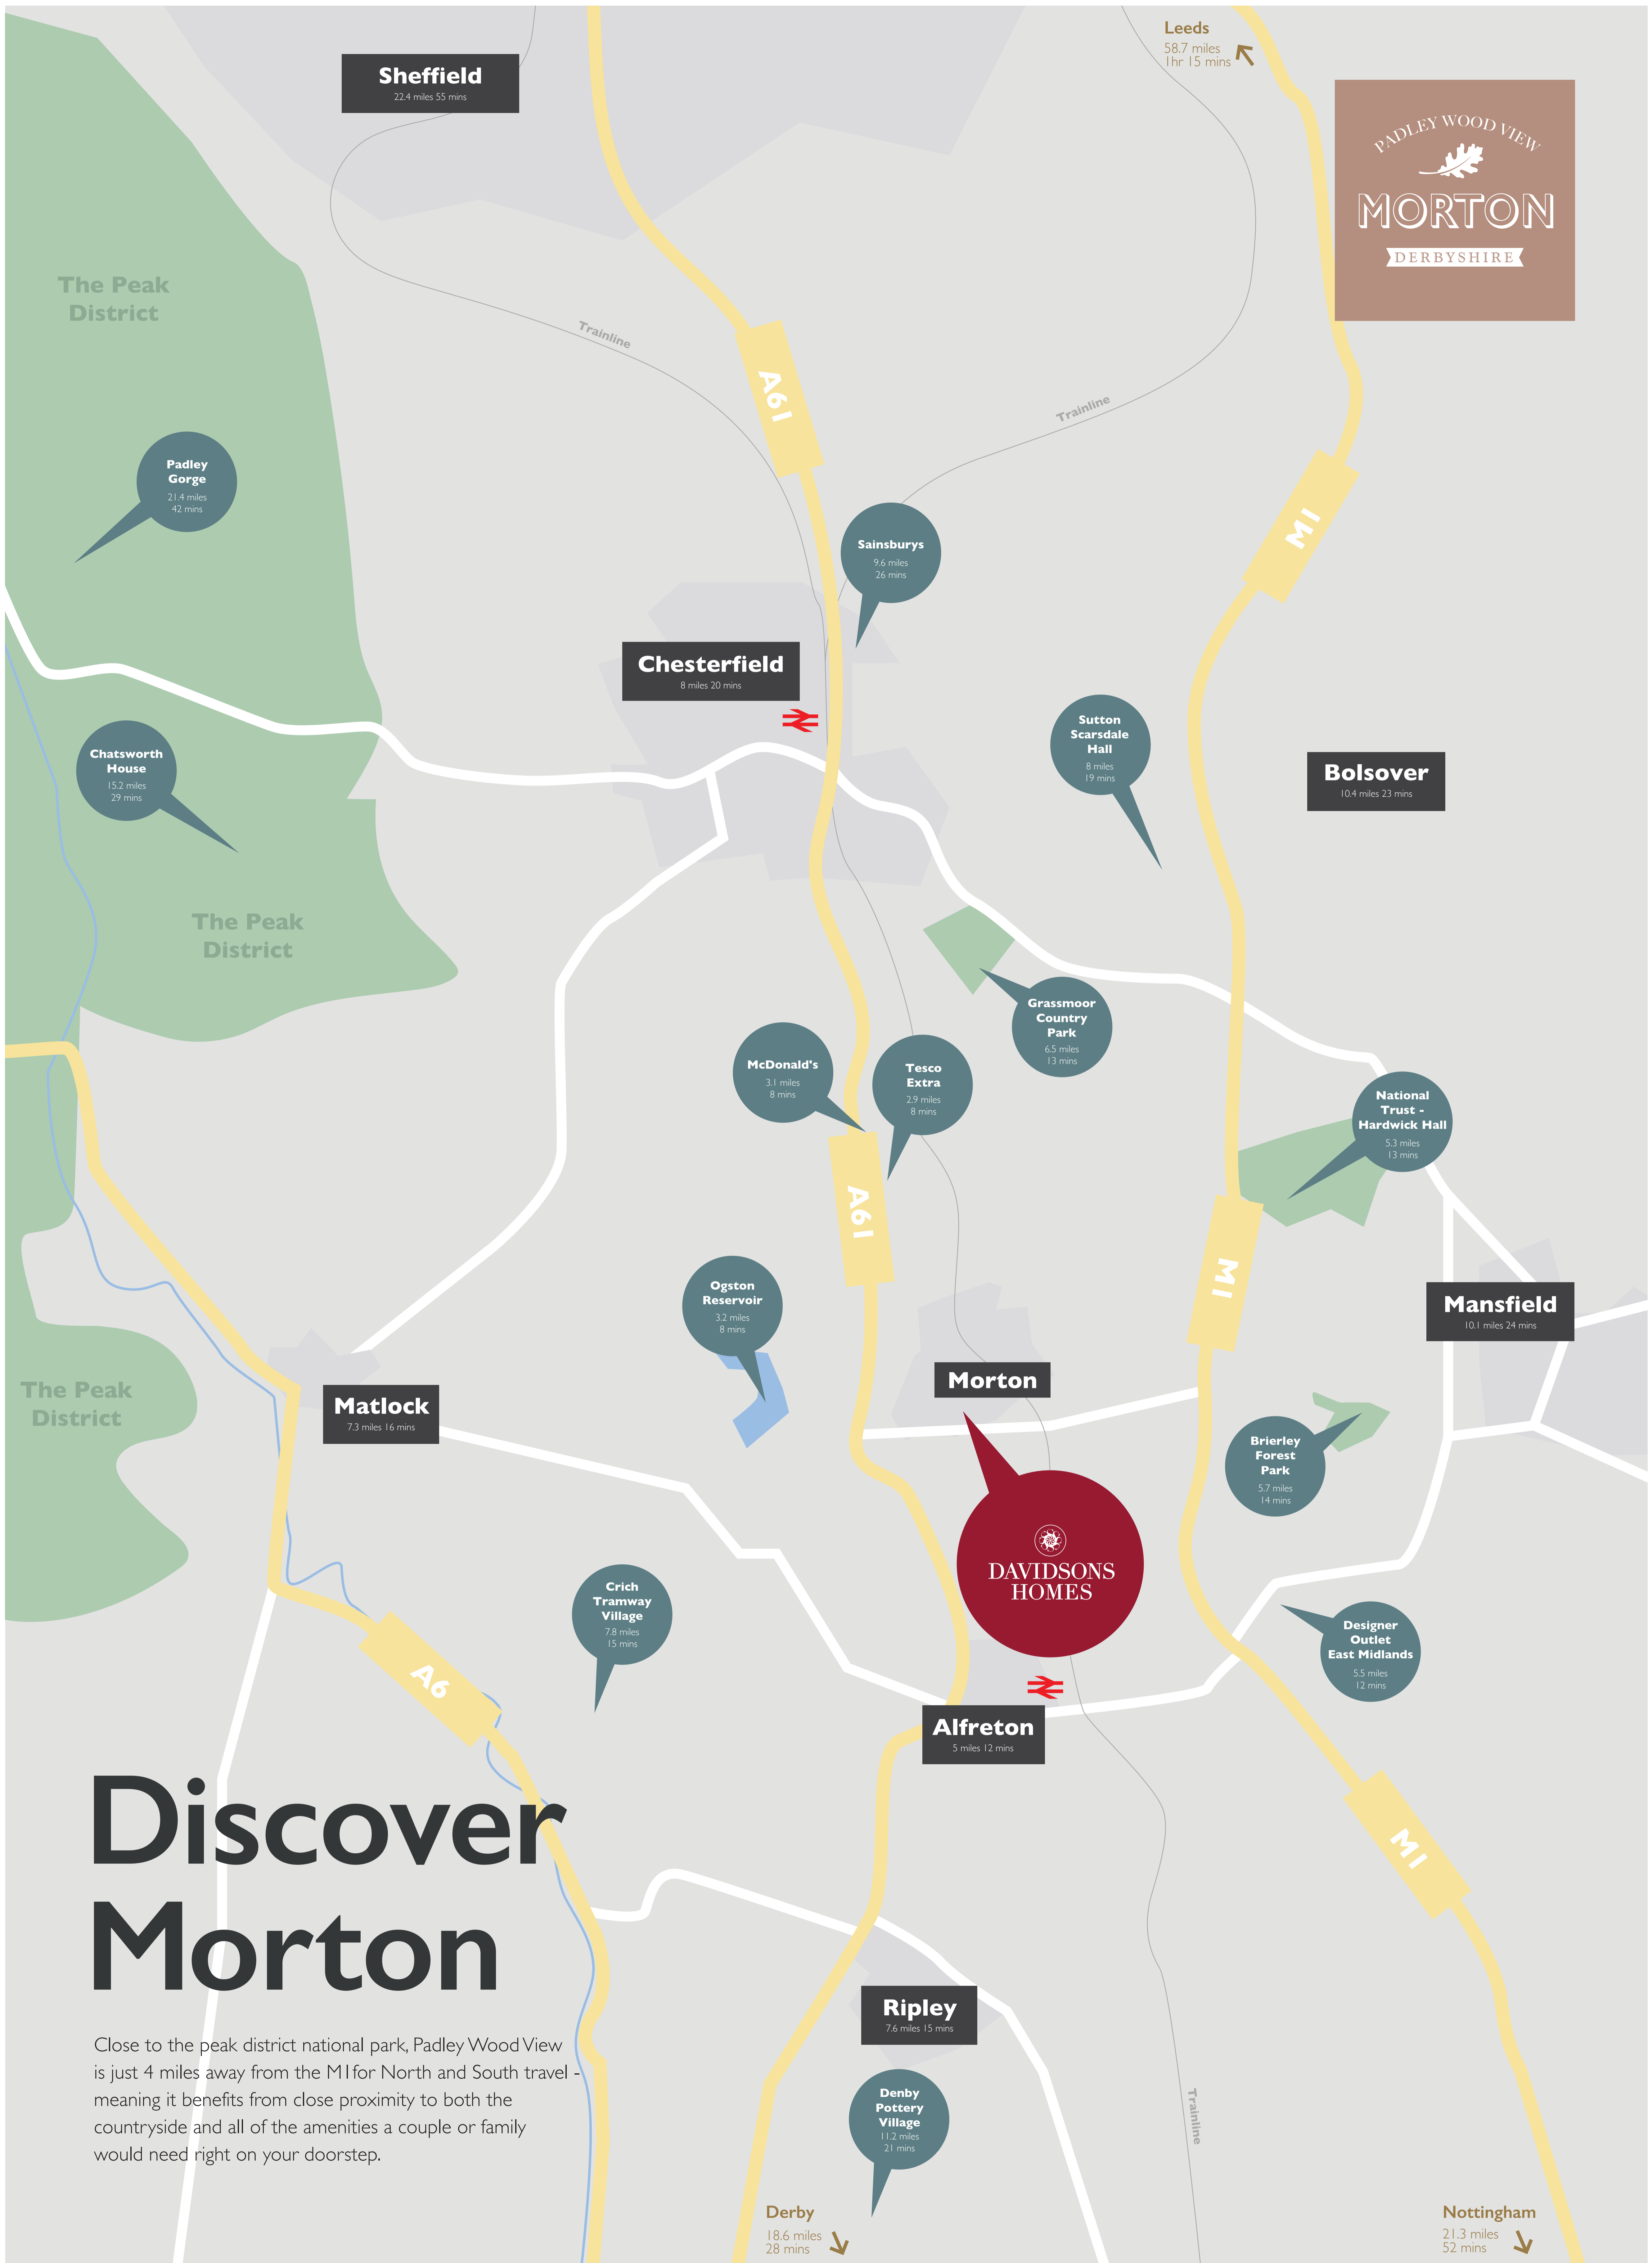 Leeds
58.7 miles
1hr 15 mins
Sheffield
22.4 miles 55 mins
PADLEY WOOD VIEW
MORTON
DERBYSHIRE
The Peak
District
Trainline
A61
Trainline
Padley
Gorge
21.4 miles
42 mins
M1
Sainsburys
9.6 miles
26 mins
Chesterfield
8 miles 20 mins
Sutton
Scarsdale
Hall
8 miles
19 mins
Chatsworth
House
15.2 miles
29 mins
Bolsover
10.4 miles 23 mins
The Peak
District
Grassmoor
Country
Park
6.5 miles
13 mins
McDonald's
3.1 miles
8 mins
Tesco
Extra
2.9 miles
8 mins
National
Trust -
Hardwick Hall
5.3 miles
13 mins
A61
M1
Ogston
Reservoir
3.2 miles
8 mins
Mansfield
10.1 miles 24 mins
The Peak
District
Morton
Matlock
7.3 miles 16 mins
Brierley
Forest
Park
5.7 miles
14 mins
DAVIDSONS
HOMES
Crich
Tramway
Village
7.8 miles
15 mins
Designer
Outlet
East Midlands
5.5 miles
12 mins
A6
Alfreton
5 miles 12 mins
M1
Discover
Morton
Ripley
7.6 miles 15 mins
Close to the peak district national park, Padley Wood View
is just 4 miles away from the M1for North and South travel -
meaning it benefits from close proximity to both the
countryside and all of the amenities a couple or family
would need right on your doorstep.
Denby
Pottery
Village
11.2 miles
21 mins
Trainline
Derby
18.6 miles
28 mins
Nottingham
21.3 miles
52 mins